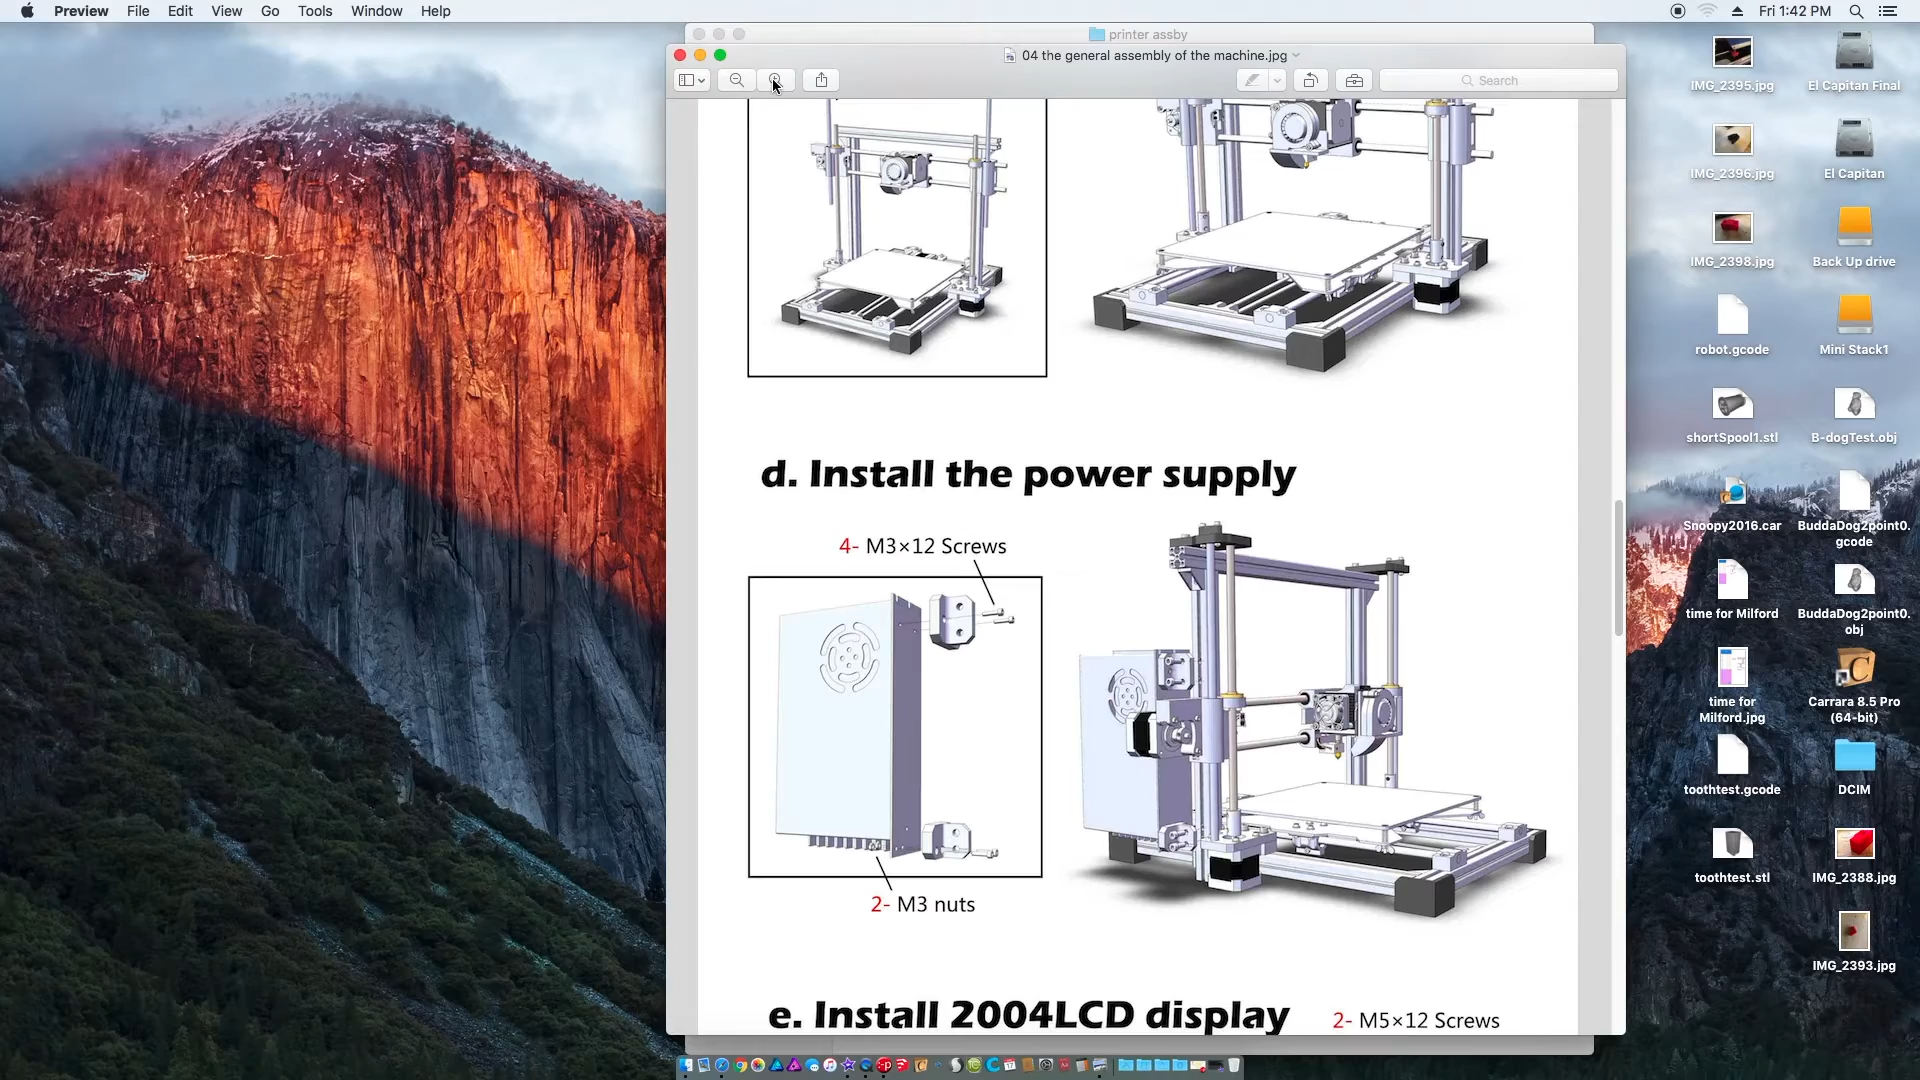 Preview File Edit View Go Tools Window Help
Fri 1:42 PM
printer assby
04 the general assembly of the machine.jpg
Search
d. Install the power supply
4- M3×12 Screws
2- M3 nuts
e. Install 2004LCD display
2- M5×12 Screws
IMG_2395.jpg
El Capitan Final
IMG_2396.jpg
El Capitan
IMG_2398.jpg
Back Up drive
robot.gcode
Mini Stack1
shortSpool1.stl
B-dogTest.obj
Snoopy2016.car
BuddaDog2point0.
gcode
time for Milford
BuddaDog2point0.
obj
time for
Milford.jpg
Carrara 8.5 Pro
(64-bit)
toothtest.gcode
DCIM
toothtest.stl
IMG_2388.jpg
IMG_2393.jpg